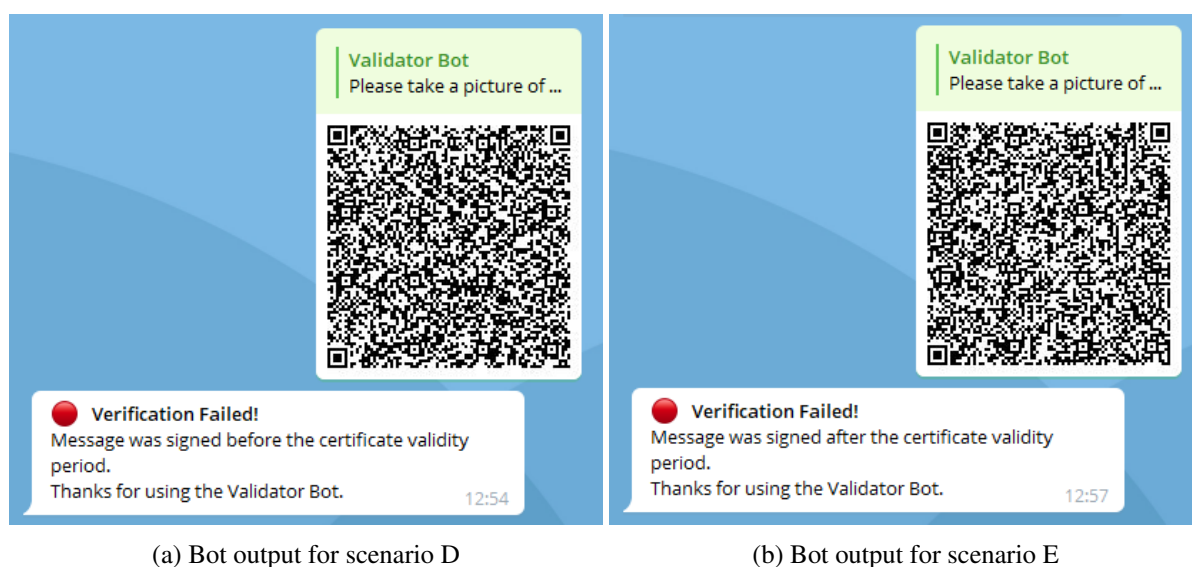 Validator Bot
Please take a picture of ...
Verification Failed!
Message was signed before the certificate validity
period.
Thanks for using the Validator Bot.
12:54
(a) Bot output for scenario D
Validator Bot
Please take a picture of ...
Verification Failed!
Message was signed after the certificate validity
period.
Thanks for using the Validator Bot.
12:57
(b) Bot output for scenario E